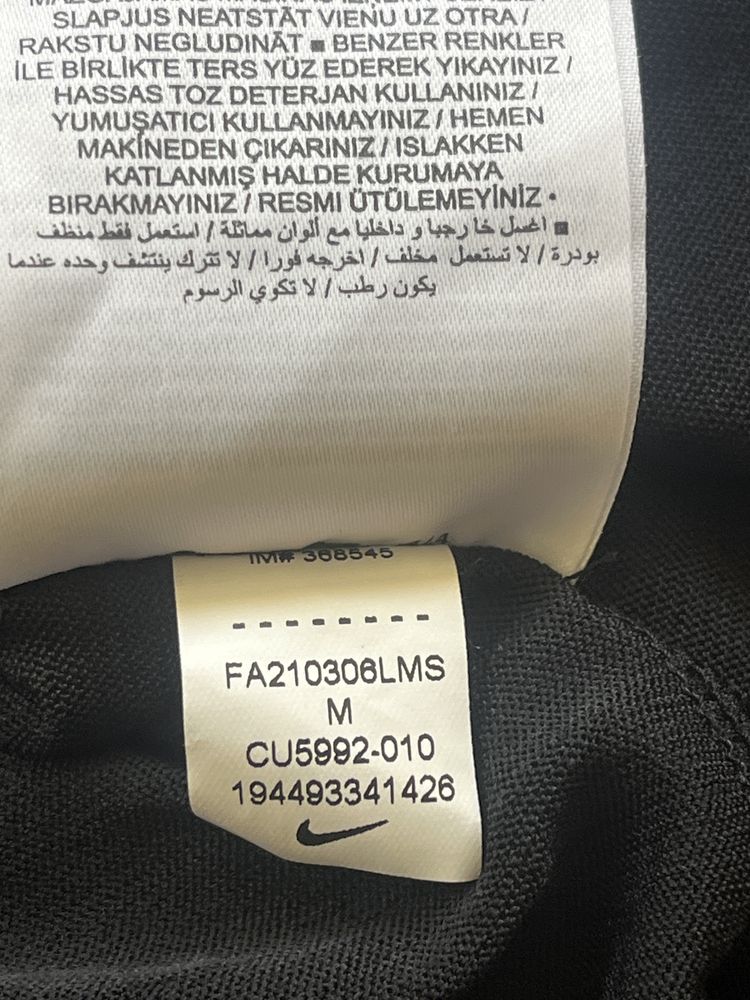 SLAPJUS NEATSTĀT VIENU UZ OTRA /
RAKSTU NEGLUDINĀT ■ BENZER RENKLER
İLE BİRLİKTE TERS YÜZ EDEREK YIKAYINIZ /
HASSAS TOZ DETERJAN KULLANINIZ /
YUMUŞATICI KULLANMAYINIZ / HEMEN
MAKİNEDEN ÇIKARINIZ / ISLAKKEN
KATLANMIŞ HALDE KURUMAYA
BIRAKMAYINIZ / RESMI ÜTÜLEMEYİNİZ •
■ اغسل خارجيا و داخليا مع ألوان مماثلة / استعمل فقط منظف
بودرة / لا تستعمل مخلف / اخرجه فورا / لا تترك ينتشف وحده عندما
يكون رطب / لا تكوي الرسوم
IM# 368545
--------
FA210306LMS
M
CU5992-010
194493341426